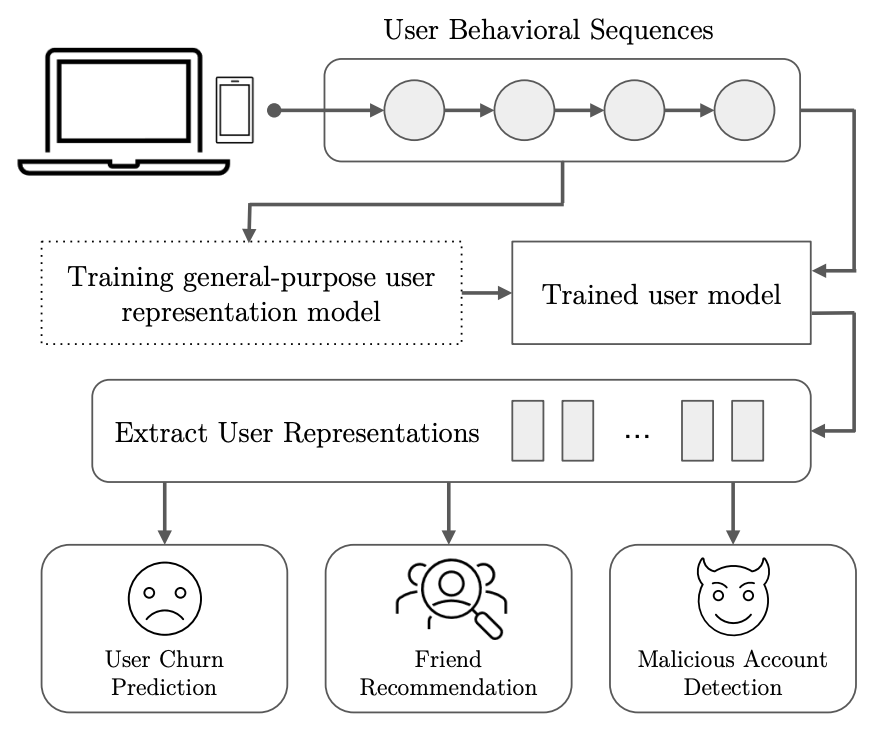 User Behavioral Sequences
Training general-purpose user
representation model
Trained user model
Extract User Representations
...
User Churn
Prediction
Friend
Recommendation
Malicious Account
Detection